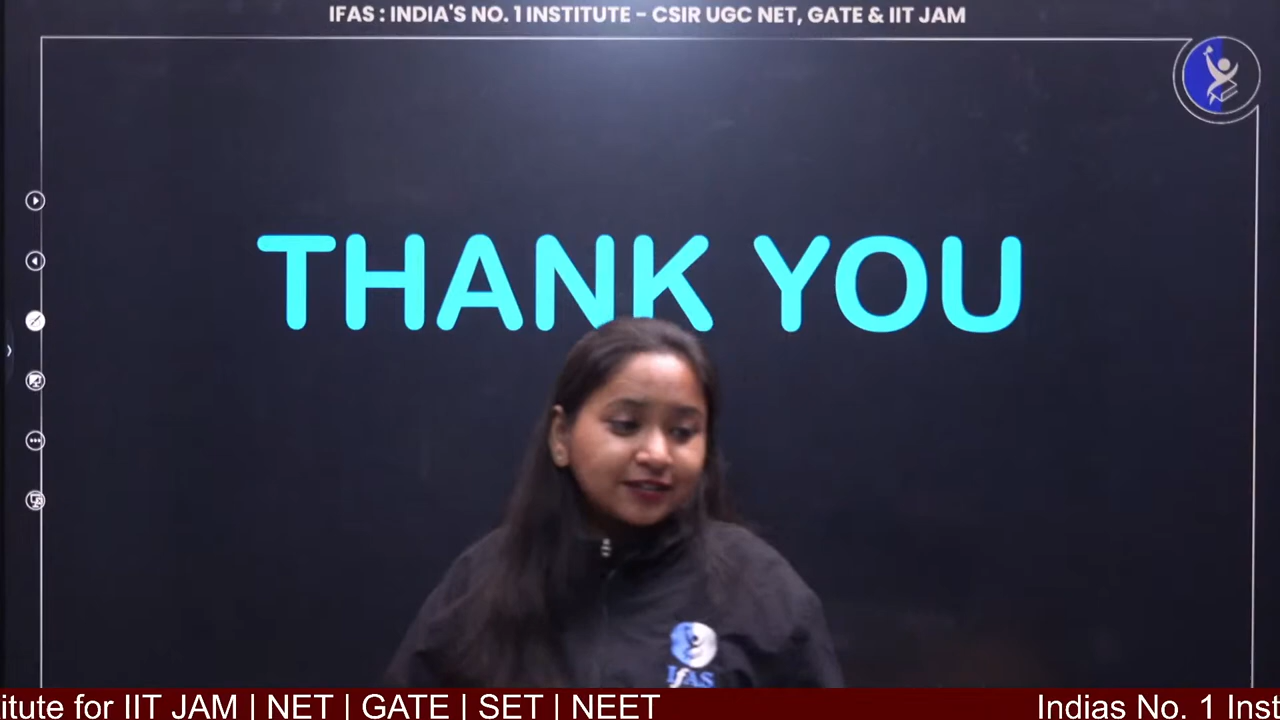 IFAS : INDIA'S NO. 1 INSTITUTE - CSIR UGC NET, GATE & IIT JAM
THANK YOU
IFAS
itute for IIT JAM | NET | GATE | SET | NEET
Indias No. 1 Inst